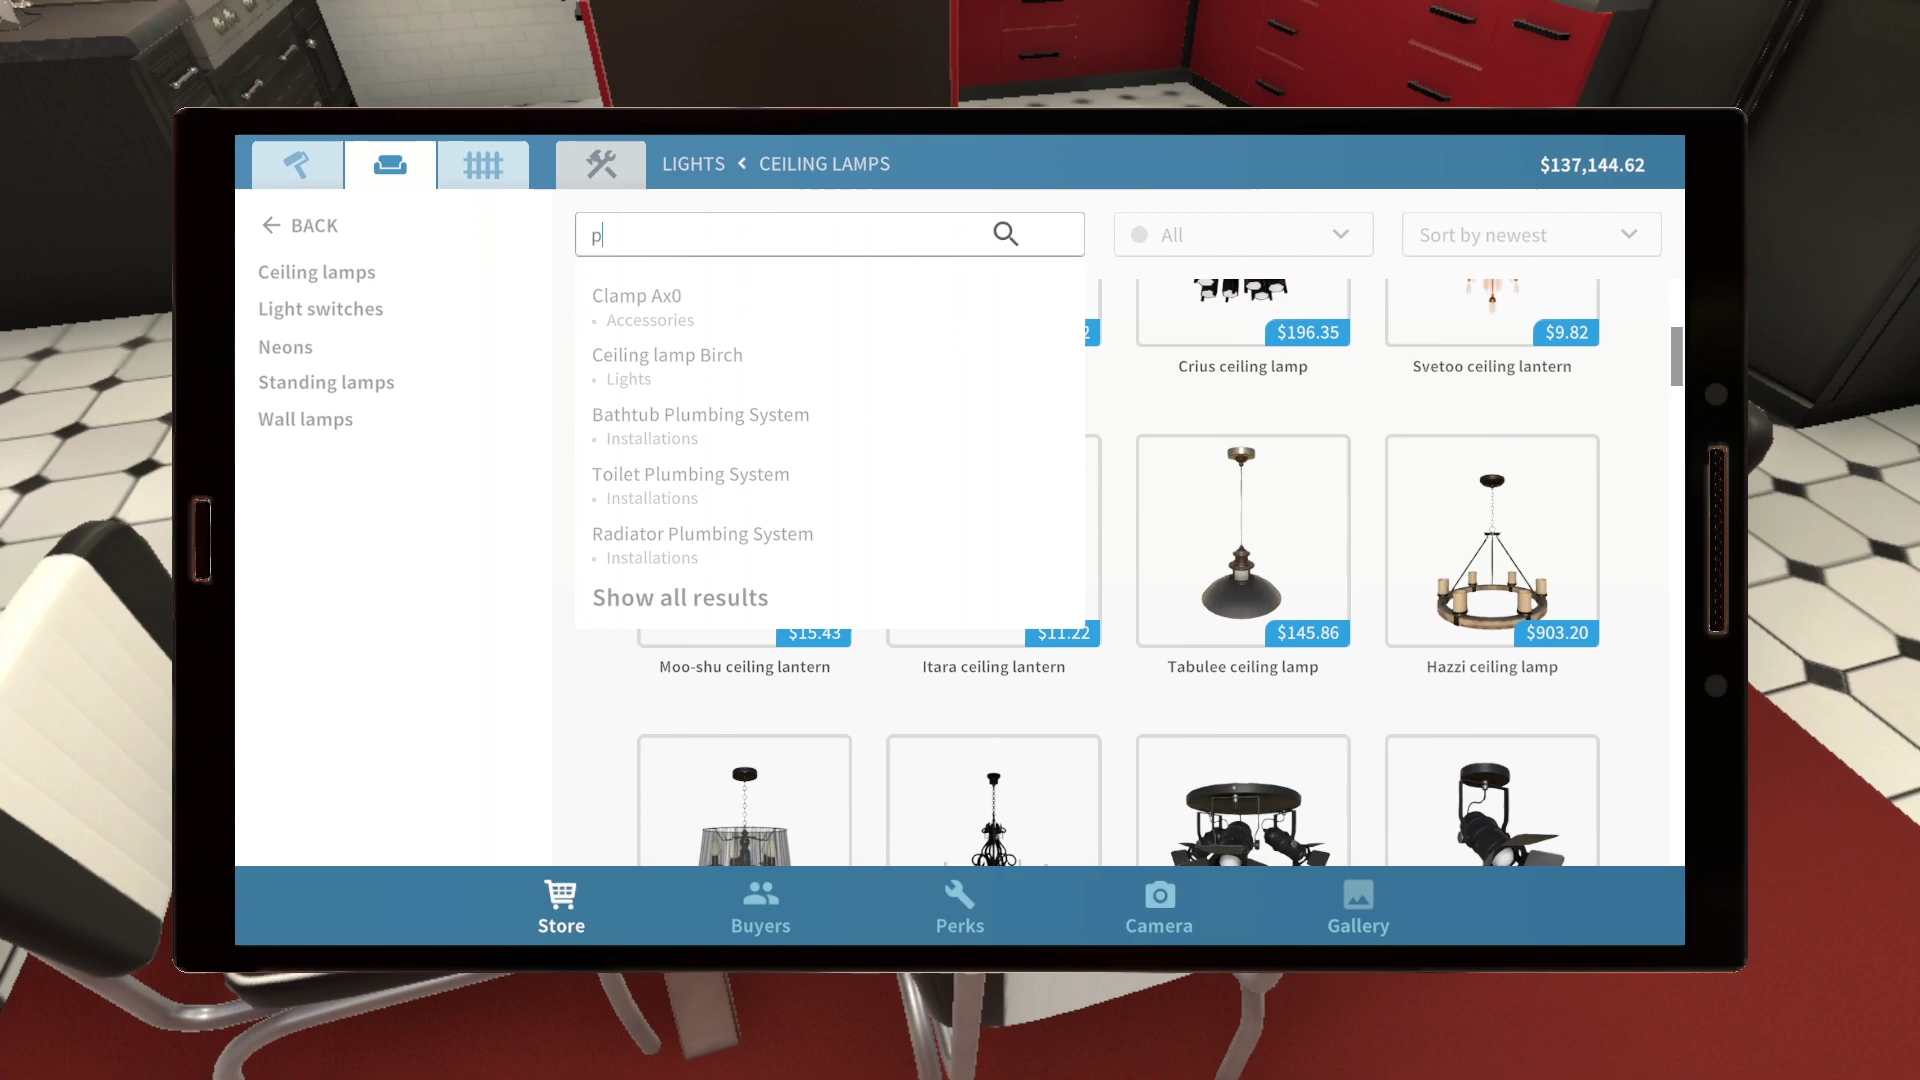 LIGHTS < CEILING LAMPS
$137,144.62
BACK
Ceiling lamps
Light switches
Neons
Standing lamps
Wall lamps
p
All
Sort by newest
Clamp Ax0
Accessories
Ceiling lamp Birch
Lights
Bathtub Plumbing System
Installations
Toilet Plumbing System
Installations
Radiator Plumbing System
Installations
Show all results
$196.35
$9.82
Crius ceiling lamp
Svetoo ceiling lantern
$15.43
$11.22
$145.86
$903.20
Moo-shu ceiling lantern
Itara ceiling lantern
Tabulee ceiling lamp
Hazzi ceiling lamp
Store
Buyers
Perks
Camera
Gallery